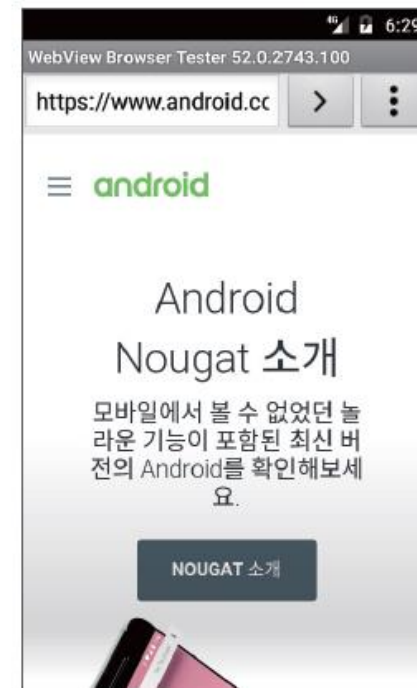 4G 6:29
WebView Browser Tester 52.0.2743.100
https://www.android.cc
android
Android
Nougat 소개
모바일에서 볼 수 없었던 놀
라운 기능이 포함된 최신 버
전의 Android를 확인해보세
요.
NOUGAT 소개